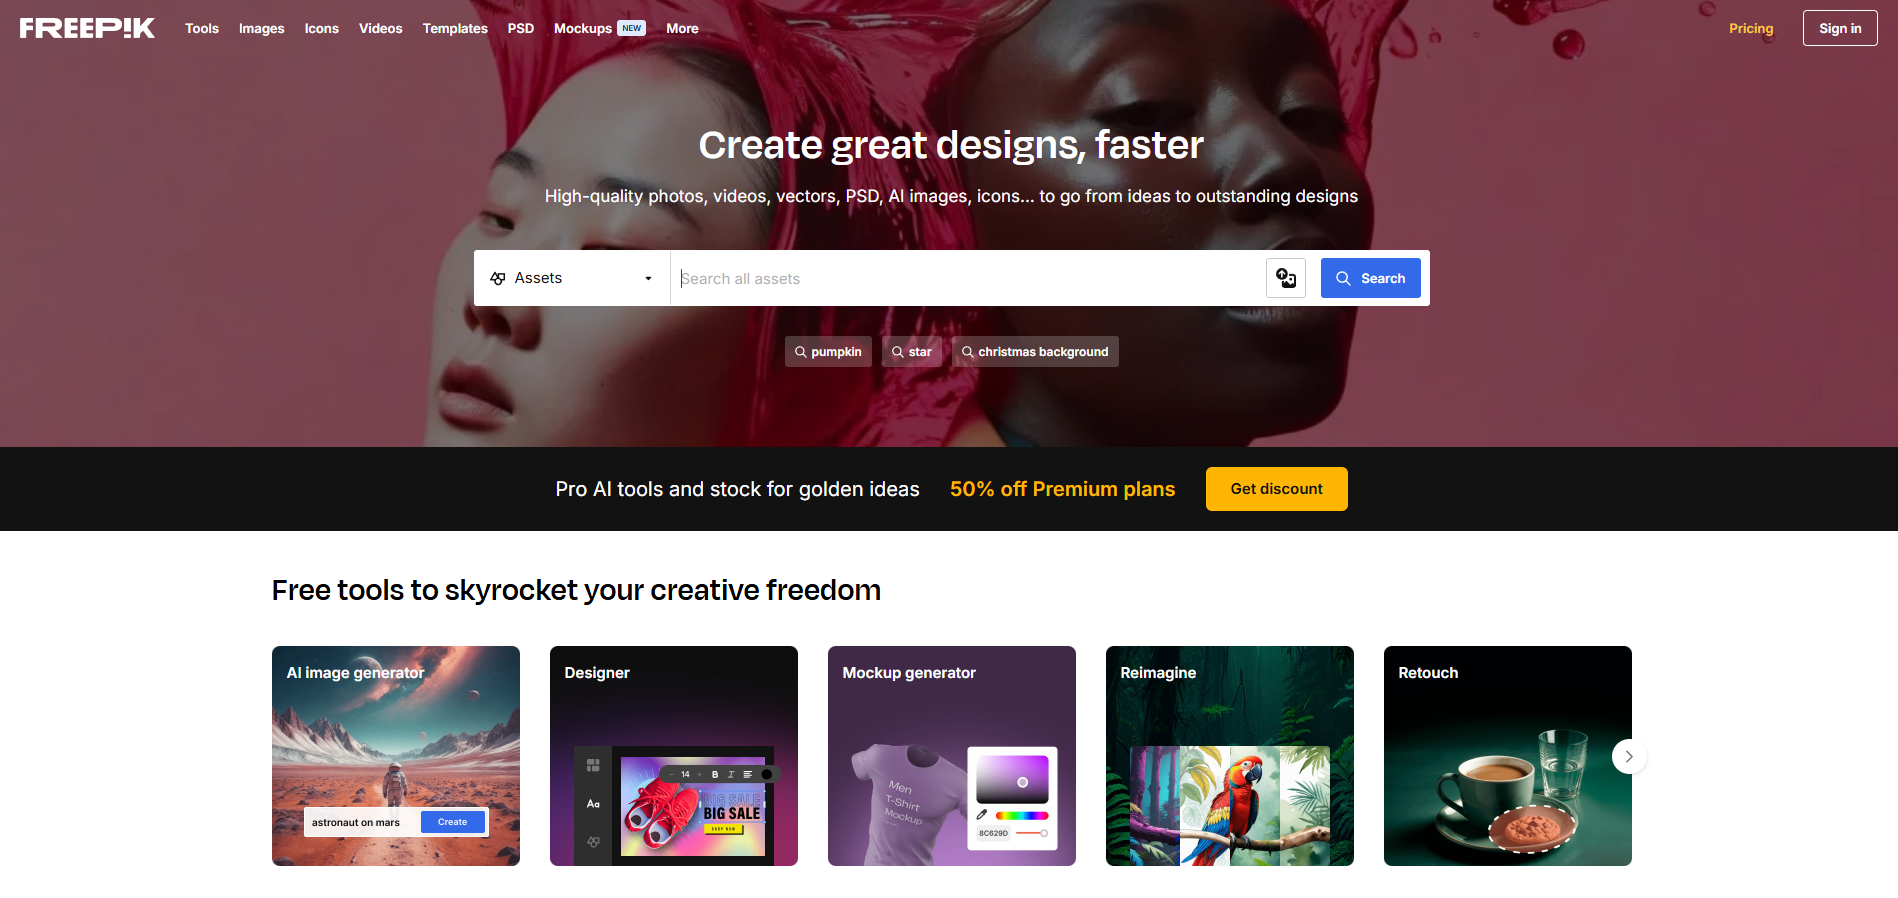 FREEPIK Tools Images Icons Videos Templates PSD Mockups NEW More Pricing Sign in
Create great designs, faster
High-quality photos, videos, vectors, PSD, AI images, icons... to go from ideas to outstanding designs
Assets Search all assets Search
pumpkin star christmas background
Pro AI tools and stock for golden ideas 50% off Premium plans Get discount
Free tools to skyrocket your creative freedom
AI image generator
astronaut on mars Create
Designer
14 B I
Aa
BIG SALE
BIG SALE
SHOP NOW
Mockup generator
Men
T-Shirt
Mockup
8C629D
Reimagine
Retouch